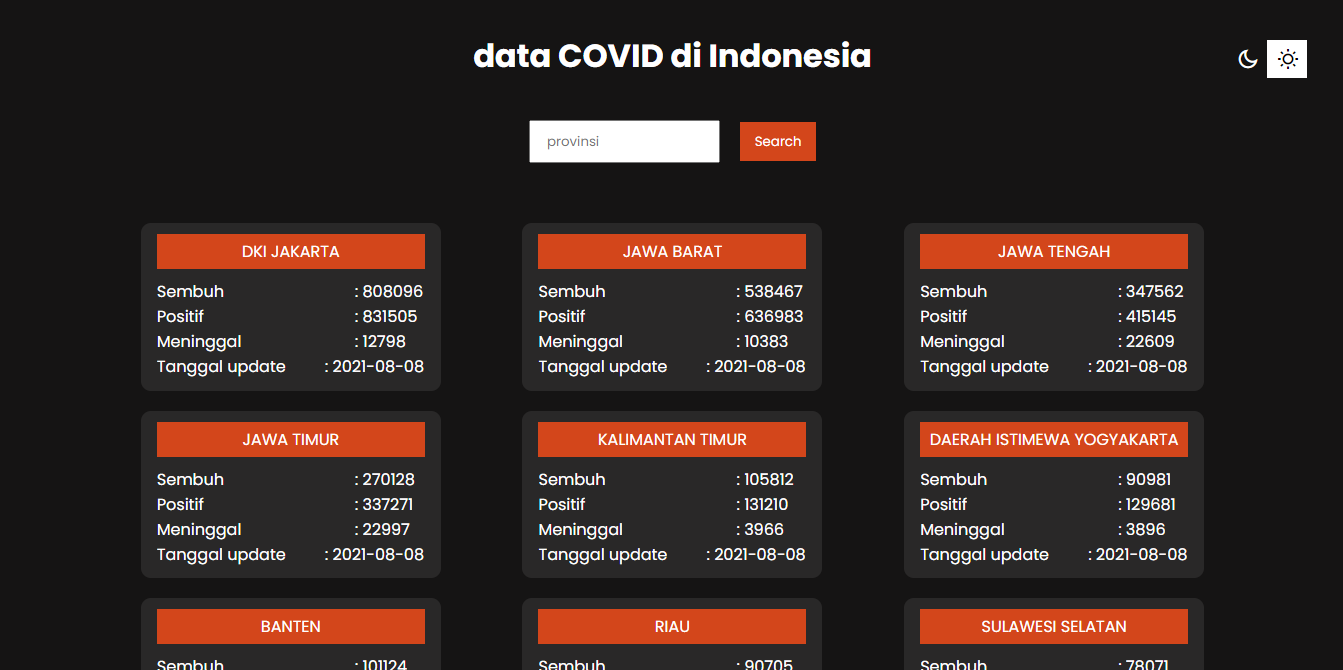 data COVID di Indonesia
provinsi
Search
DKI JAKARTA
Sembuh : 808096
Positif : 831505
Meninggal : 12798
Tanggal update : 2021-08-08
JAWA BARAT
Sembuh : 538467
Positif : 636983
Meninggal : 10383
Tanggal update : 2021-08-08
JAWA TENGAH
Sembuh : 347562
Positif : 415145
Meninggal : 22609
Tanggal update : 2021-08-08
JAWA TIMUR
Sembuh : 270128
Positif : 337271
Meninggal : 22997
Tanggal update : 2021-08-08
KALIMANTAN TIMUR
Sembuh : 105812
Positif : 131210
Meninggal : 3966
Tanggal update : 2021-08-08
DAERAH ISTIMEWA YOGYAKARTA
Sembuh : 90981
Positif : 129681
Meninggal : 3896
Tanggal update : 2021-08-08
BANTEN
Sembuh : 101124
RIAU
Sembuh : 90705
SULAWESI SELATAN
Sembuh : 78071